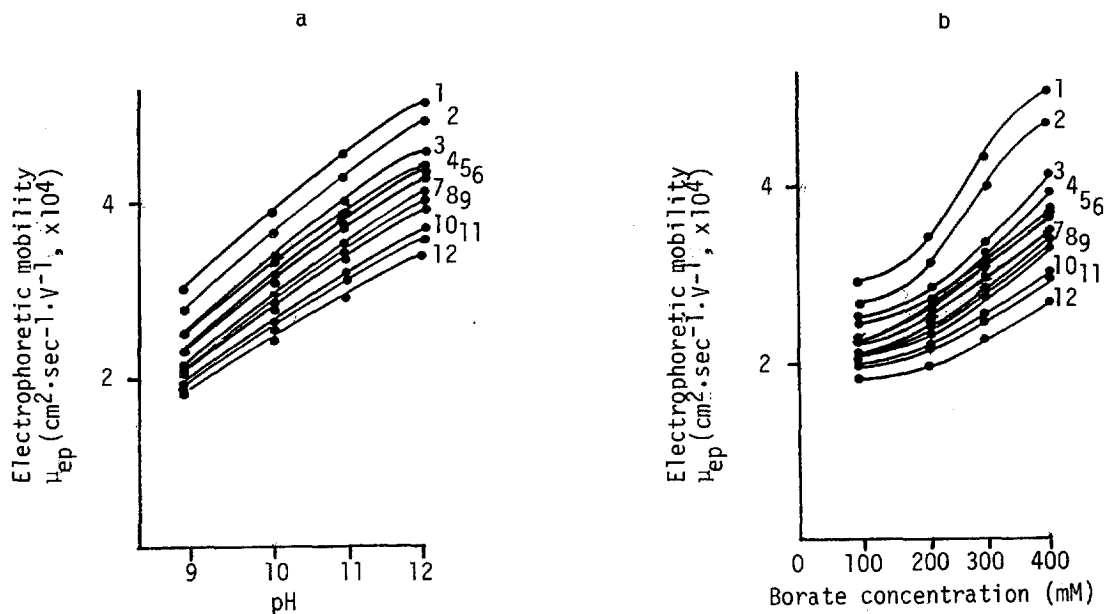 a
Electrophoretic mobility
μep(cm².sec-1.V-1, x10⁴)
4
2
1
2
3
4 5 6
7 8 9
10 11
12
9 10 11 12
pH
b
Electrophoretic mobility
μep(cm².sec-1.V-1, x10⁴)
4
2
1
2
3
4
5 6
7 8 9
10 11
12
0 100 200 300 400
Borate concentration (mM)